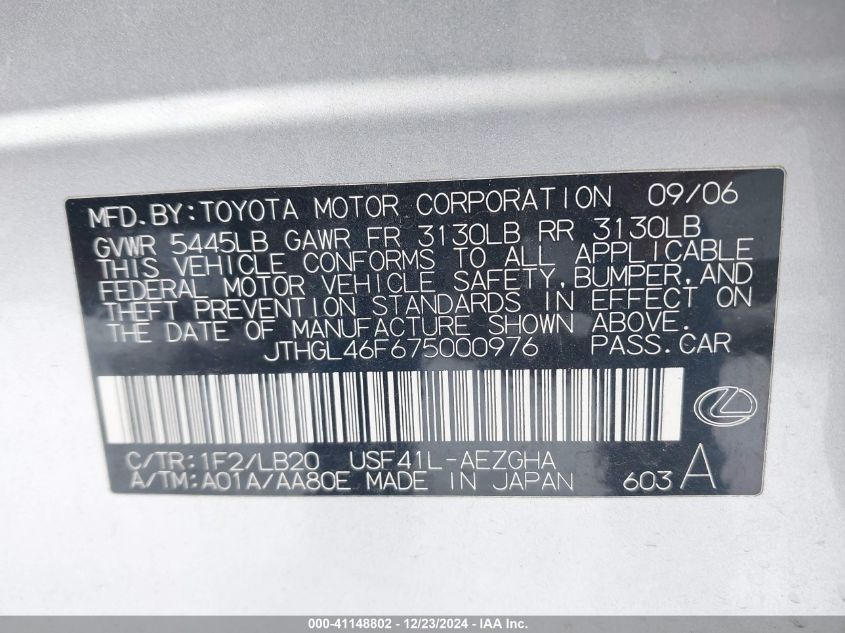 MFD.BY:TOYOTA MOTOR CORPORATION 09/06
GVWR 5445LB GAWR FR 3130LB RR 3130LB
THIS VEHICLE CONFORMS TO ALL APPLICABLE
FEDERAL MOTOR VEHICLE SAFETY,BUMPER,AND
THEFT PREVENTION STANDARDS IN EFFECT ON
THE DATE OF MANUFACTURE SHOWN ABOVE.
JTHGL46F675000976 PASS.CAR
C/TR:1F2/LB20 USF41L-AEZGHA
A/TM:A01A/AA80E MADE IN JAPAN 603 A
000-41148802 - 12/23/2024 - IAA Inc.